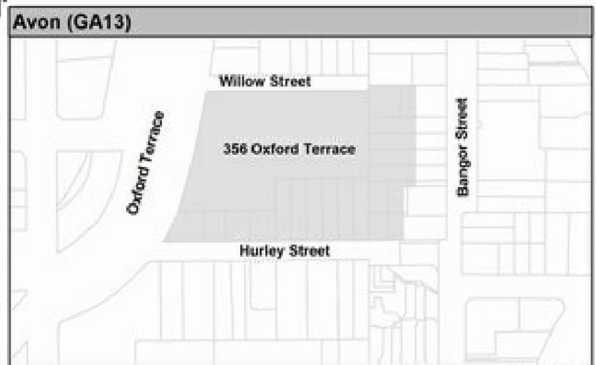 Avon (GA13)
Willow Street
Oxford Terrace
356 Oxford Terrace
Bangor Street
Hurley Street